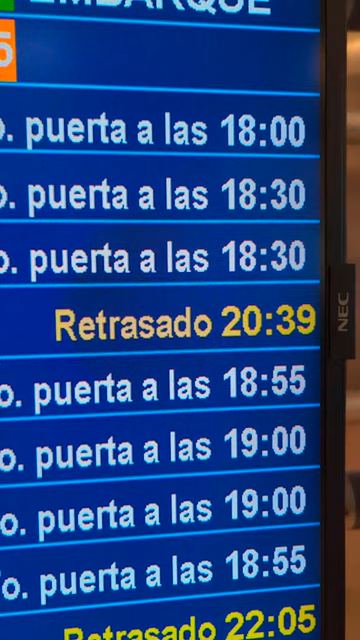 EMBARQUE
5
o. puerta a las 18:00
o. puerta a las 18:30
o. puerta a las 18:30
Retrasado 20:39
NEC
o. puerta a las 18:55
o. puerta a las 19:00
o. puerta a las 19:00
o. puerta a las 18:55
Retrasado 22:05